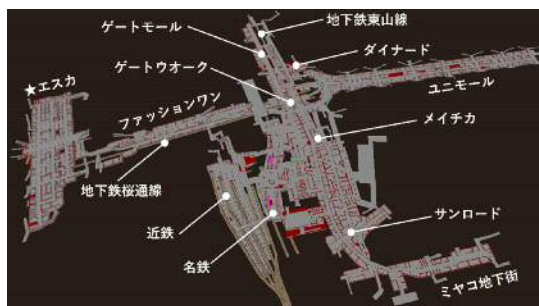 地下鉄東山線
ゲートモール
ダイナード
ゲートウオーク
★エスカ
ファッションワン
ユニモール
メイチカ
地下鉄桜通線
近鉄
サンロード
名鉄
ミヤコ地下街